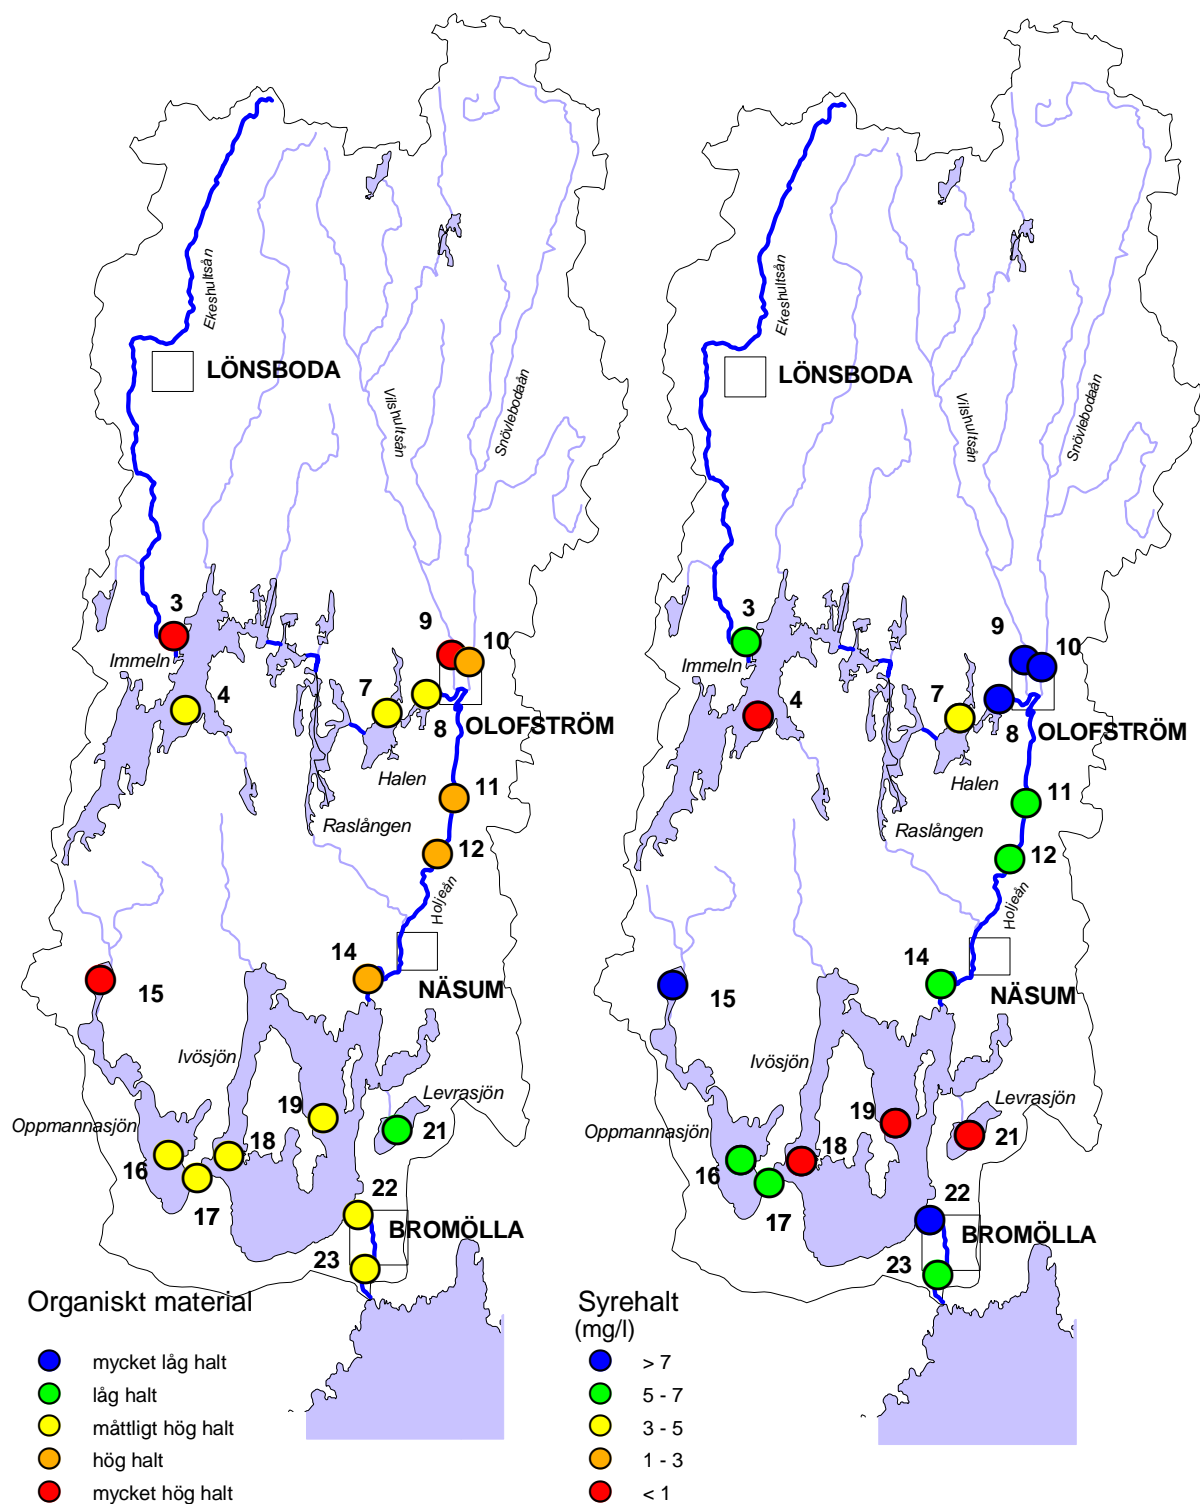 Ekeshultsån
LÖNSBODA
Vilshultsån
Snövlebodaån
3
Immeln
4
7
9
10
8
OLOFSTRÖM
Halen
11
Raslången
12
Holjeån
14
NÄSUM
15
Ivösjön
Levrasjön
19
21
Oppmannasjön
18
16
17
22
BROMÖLLA
23
Organiskt material
mycket låg halt
låg halt
måttligt hög halt
hög halt
mycket hög halt
Ekeshultsån
LÖNSBODA
Vilshultsån
Snövlebodaån
3
Immeln
4
7
9
10
8
OLOFSTRÖM
Halen
11
Raslången
12
Holjeån
14
NÄSUM
15
Ivösjön
Levrasjön
19
21
Oppmannasjön
18
16
17
22
BROMÖLLA
23
Syrehalt
(mg/l)
> 7
5 - 7
3 - 5
1 - 3
< 1